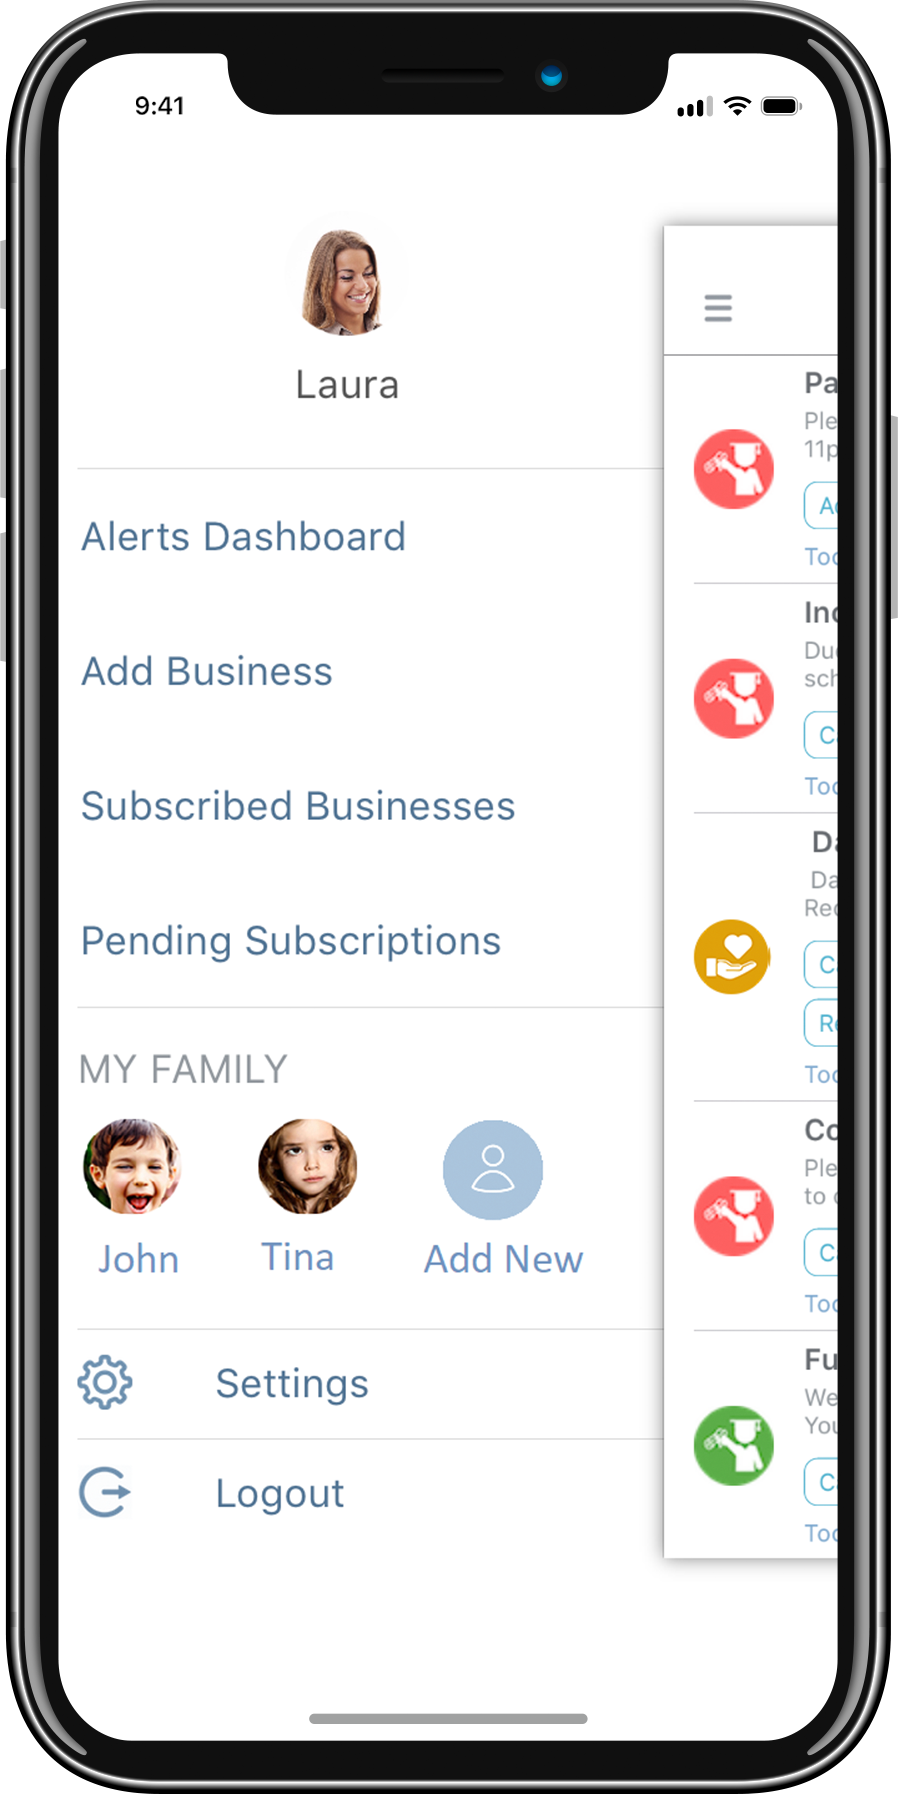 9:41
Laura
Alerts Dashboard
Add Business
Subscribed Businesses
Pending Subscriptions
MY FAMILY
John
Tina
Add New
Settings
Logout
Pa
Ple
11p
Too
Inc
Du
sch
C
Too
Da
Da
Rec
C
Re
Too
Co
Ple
to
C
Too
Fu
We
You
C
Too